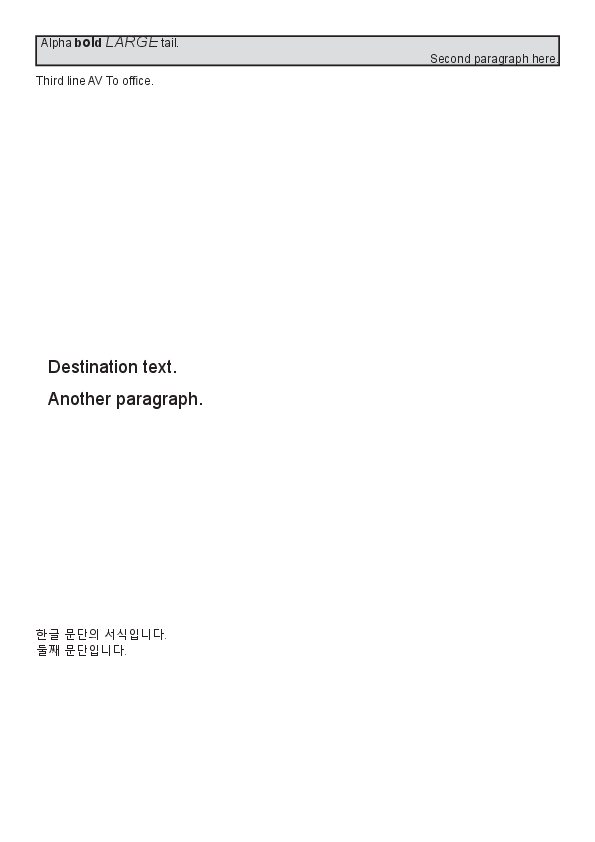 Alpha bold LARGE tail.
Second paragraph here.
Third line AV To office.
Destination text.
Another paragraph.
한글 문단의 서식입니다.
둘째 문단입니다.